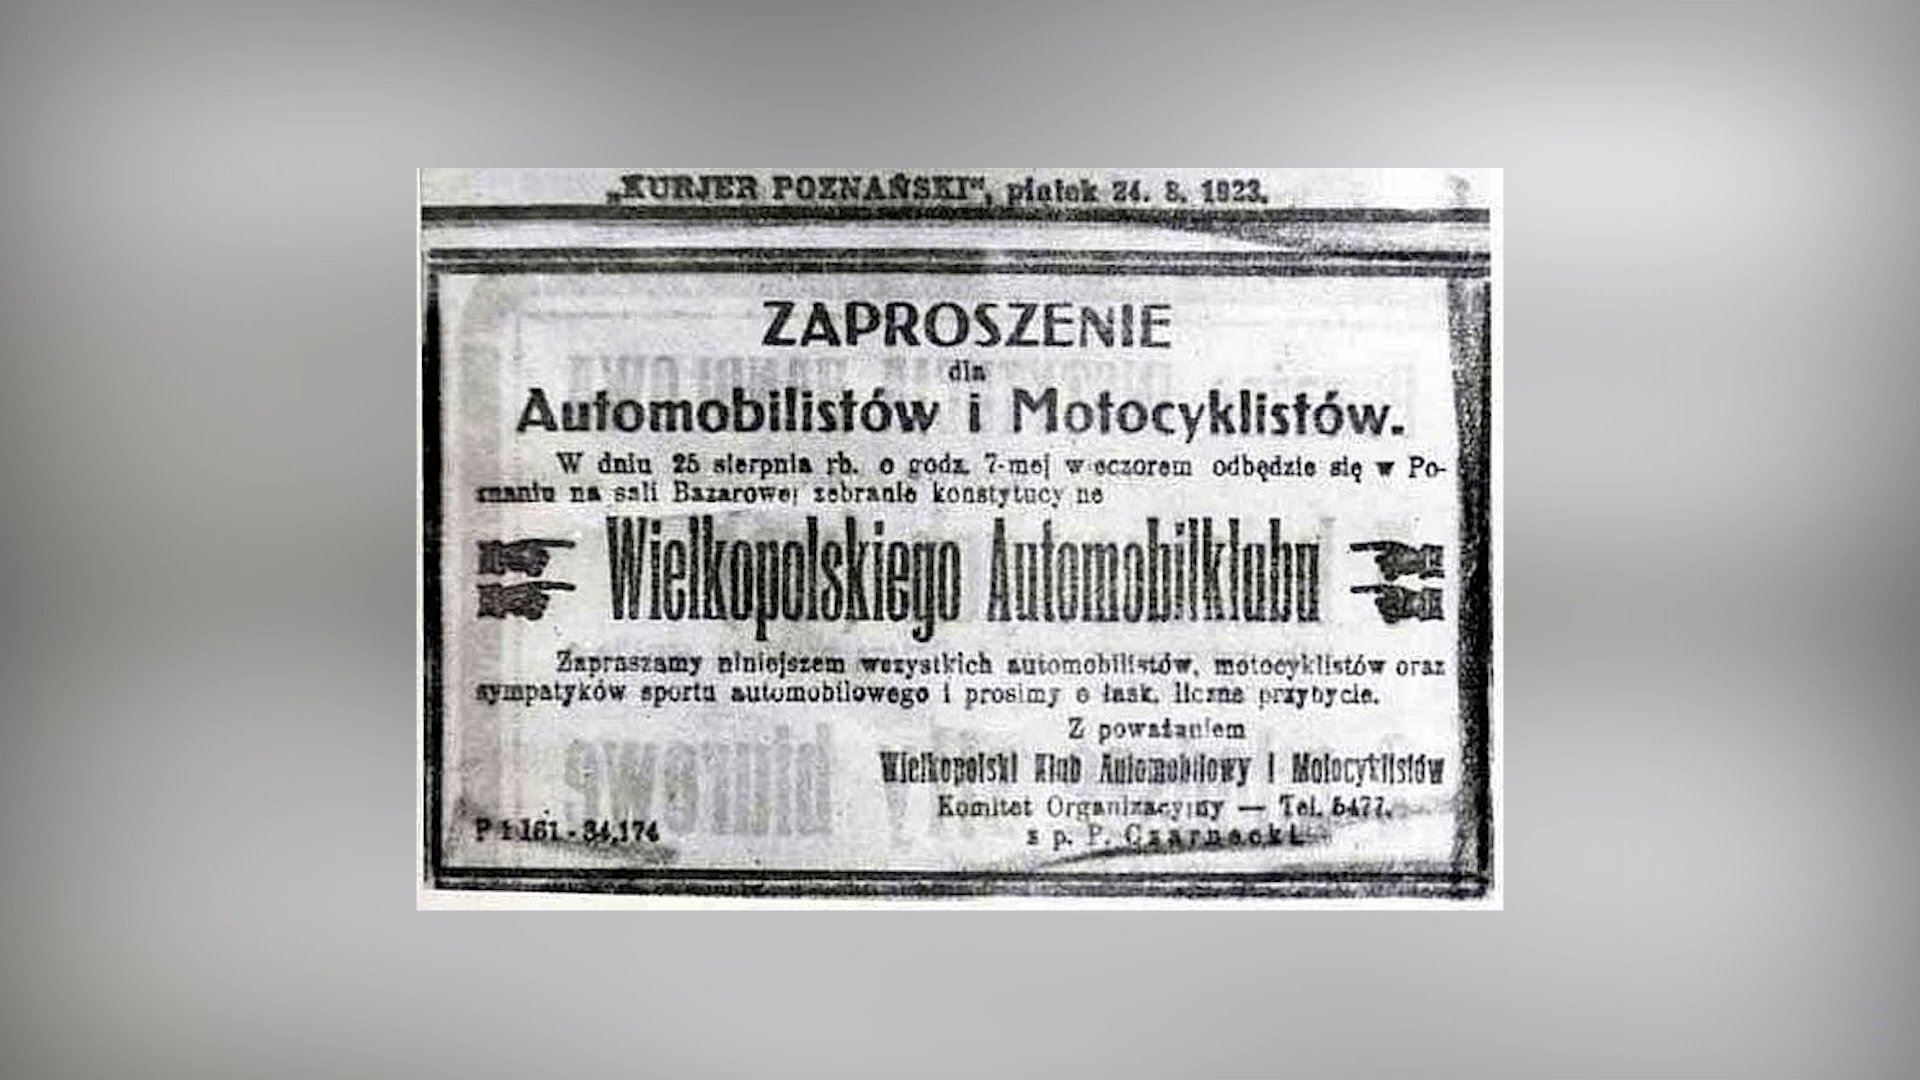 „KURJER POZNAŃSKI“, piątek 24. 8. 1923.
ZAPROSZENIE
dla
Automobilistów i Motocyklistów.
W dniu 25 sierpnia rb. o godz. 7-mej wieczorem odbędzie się w Po-
znaniu na sali Bazarowej zebranie konstytucyjne
Wielkopolskiego Automobilklubu
Zapraszamy niniejszem wszystkich automobilistów, motocyklistów oraz
sympatyków sportu automobilowego i prosimy o łask. liczne przybycie.
Z poważaniem
Wielkopolski Klub Automobilowy i Motocyklistów
Komitet Organizacyjny — Tel. 5477.
P. Czarnecki
34,174